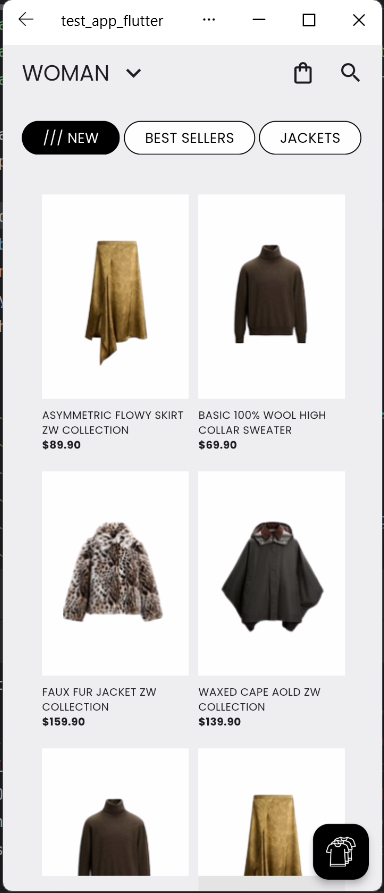 test_app_flutter
WOMAN
/// NEW
BEST SELLERS
JACKETS
ASYMMETRIC FLOWY SKIRT
ZW COLLECTION
$89.90
BASIC 100% WOOL HIGH
COLLAR SWEATER
$69.90
FAUX FUR JACKET ZW
COLLECTION
$159.90
WAXED CAPE AOLD ZW
COLLECTION
$139.90